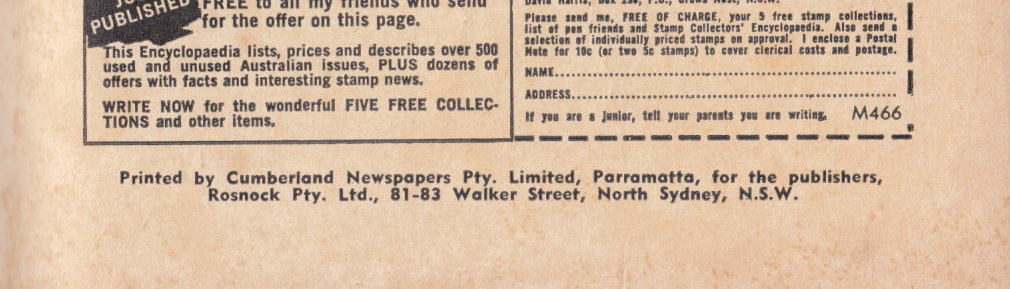 PUBLISHED
FREE to all my friends who send
for the offer on this page.
This Encyclopaedia lists, prices and describes over 500
used and unused Australian issues, PLUS dozens of
offers with facts and interesting stamp news.
WRITE NOW for the wonderful FIVE FREE COLLEC-
TIONS and other items.
Please send me, FREE OF CHARGE, your 5 free stamp collections,
list of pen friends and Stamp Collectors' Encyclopaedia. Also send a
selection of individually priced stamps on approval. I enclose a Postal
Note for 10c (or two 5c stamps) to cover clerical costs and postage.
NAME
ADDRESS
If you are a junior, tell your parents you are writing. M466
Printed by Cumberland Newspapers Pty. Limited, Parramatta, for the publishers,
Rosnock Pty. Ltd., 81-83 Walker Street, North Sydney, N.S.W.